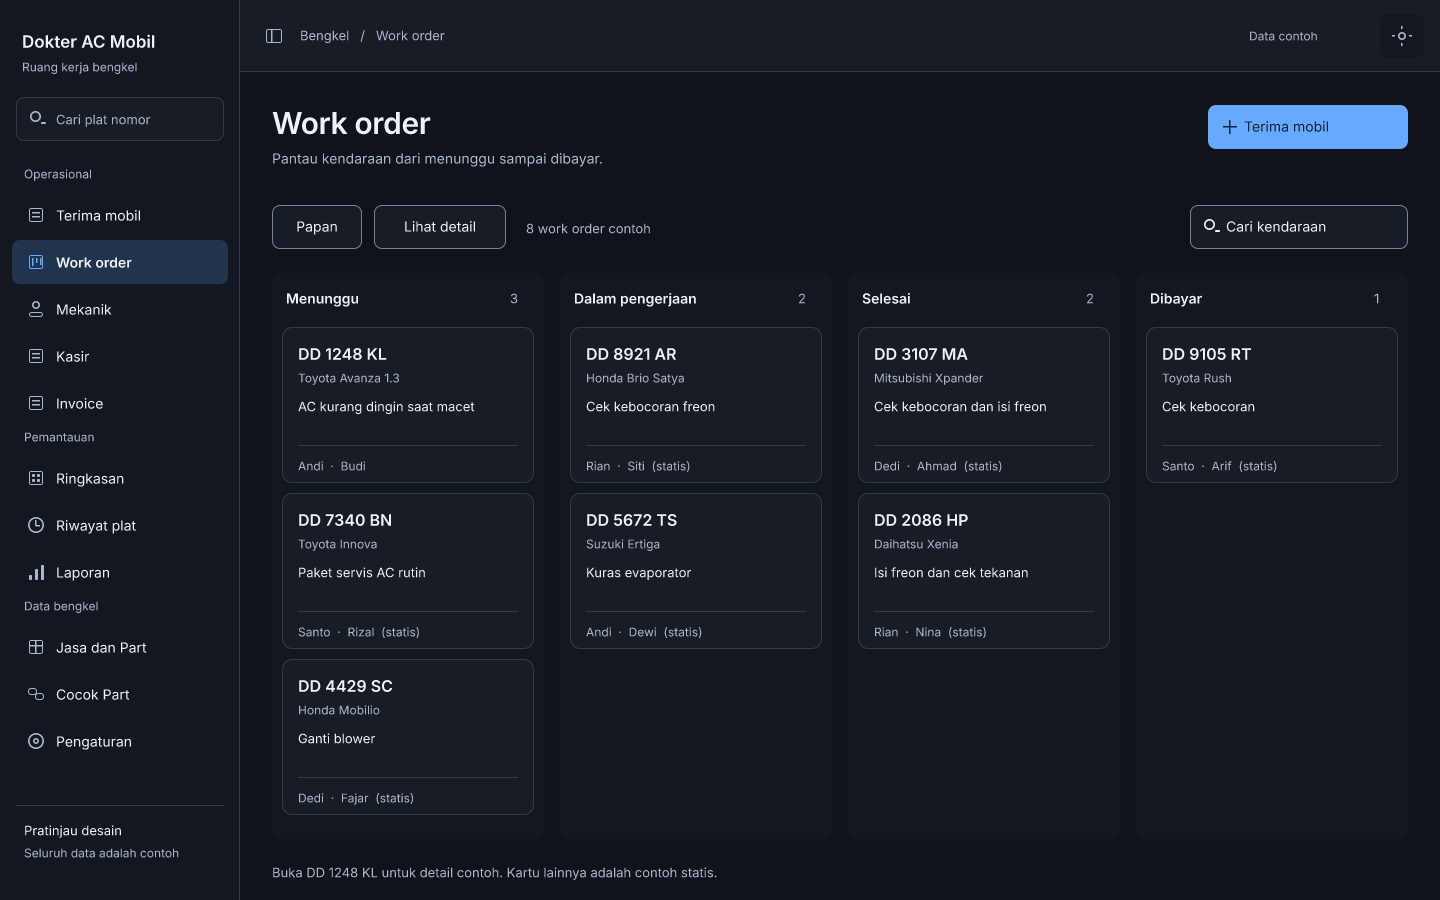 Dokter AC Mobil
Ruang kerja bengkel
Cari plat nomor
Operasional
Terima mobil
Work order
Mekanik
Kasir
Invoice
Pemantauan
Ringkasan
Riwayat plat
Laporan
Data bengkel
Jasa dan Part
Cocok Part
Pengaturan
Pratinjau desain
Seluruh data adalah contoh
Bengkel / Work order
Data contoh
Work order
Pantau kendaraan dari menunggu sampai dibayar.
Terima mobil
Papan
Lihat detail
8 work order contoh
Cari kendaraan
Menunggu 3
DD 1248 KL
Toyota Avanza 1.3
AC kurang dingin saat macet
Andi · Budi
DD 7340 BN
Toyota Innova
Paket servis AC rutin
Santo · Rizal (statis)
DD 4429 SC
Honda Mobilio
Ganti blower
Dedi · Fajar (statis)
Dalam pengerjaan 2
DD 8921 AR
Honda Brio Satya
Cek kebocoran freon
Rian · Siti (statis)
DD 5672 TS
Suzuki Ertiga
Kuras evaporator
Andi · Dewi (statis)
Selesai 2
DD 3107 MA
Mitsubishi Xpander
Cek kebocoran dan isi freon
Dedi · Ahmad (statis)
DD 2086 HP
Daihatsu Xenia
Isi freon dan cek tekanan
Rian · Nina (statis)
Dibayar 1
DD 9105 RT
Toyota Rush
Cek kebocoran
Santo · Arif (statis)
Buka DD 1248 KL untuk detail contoh. Kartu lainnya adalah contoh statis.